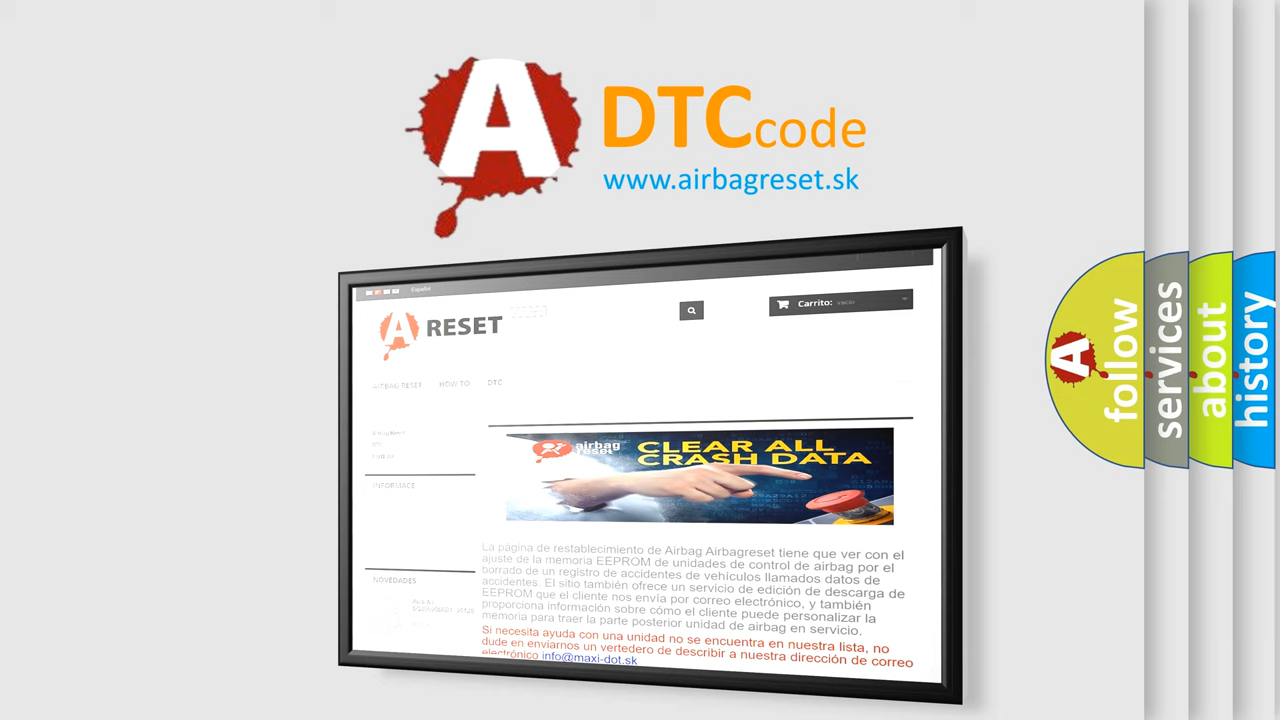 A DTCcode
www.airbagreset.sk
Español
A RESET
Carrito: vacío
AIRBAG RESET HOW TO DTC
Airbag Reset
DTC
INFORMACE
NOVEDADES
airbag
reset
CLEAR ALL
CRASH DATA
La página de restablecimiento de Airbag Airbagreset tiene que ver con el
ajuste de la memoria EEPROM de unidades de control de airbag por el
borrado de un registro de accidentes de vehículos llamados datos de
accidentes. El sitio también ofrece un servicio de edición de descarga de
EEPROM que el cliente nos envía por correo electrónico, y también
proporciona información sobre cómo el cliente puede personalizar la
memoria para traer la parte posterior unidad de airbag en servicio.
Si necesita ayuda con una unidad no se encuentra en nuestra lista, no
dude en enviarnos un vertedero de describir a nuestra dirección de correo
electrónico info@maxi-dot.sk
A
follow
services
about
history